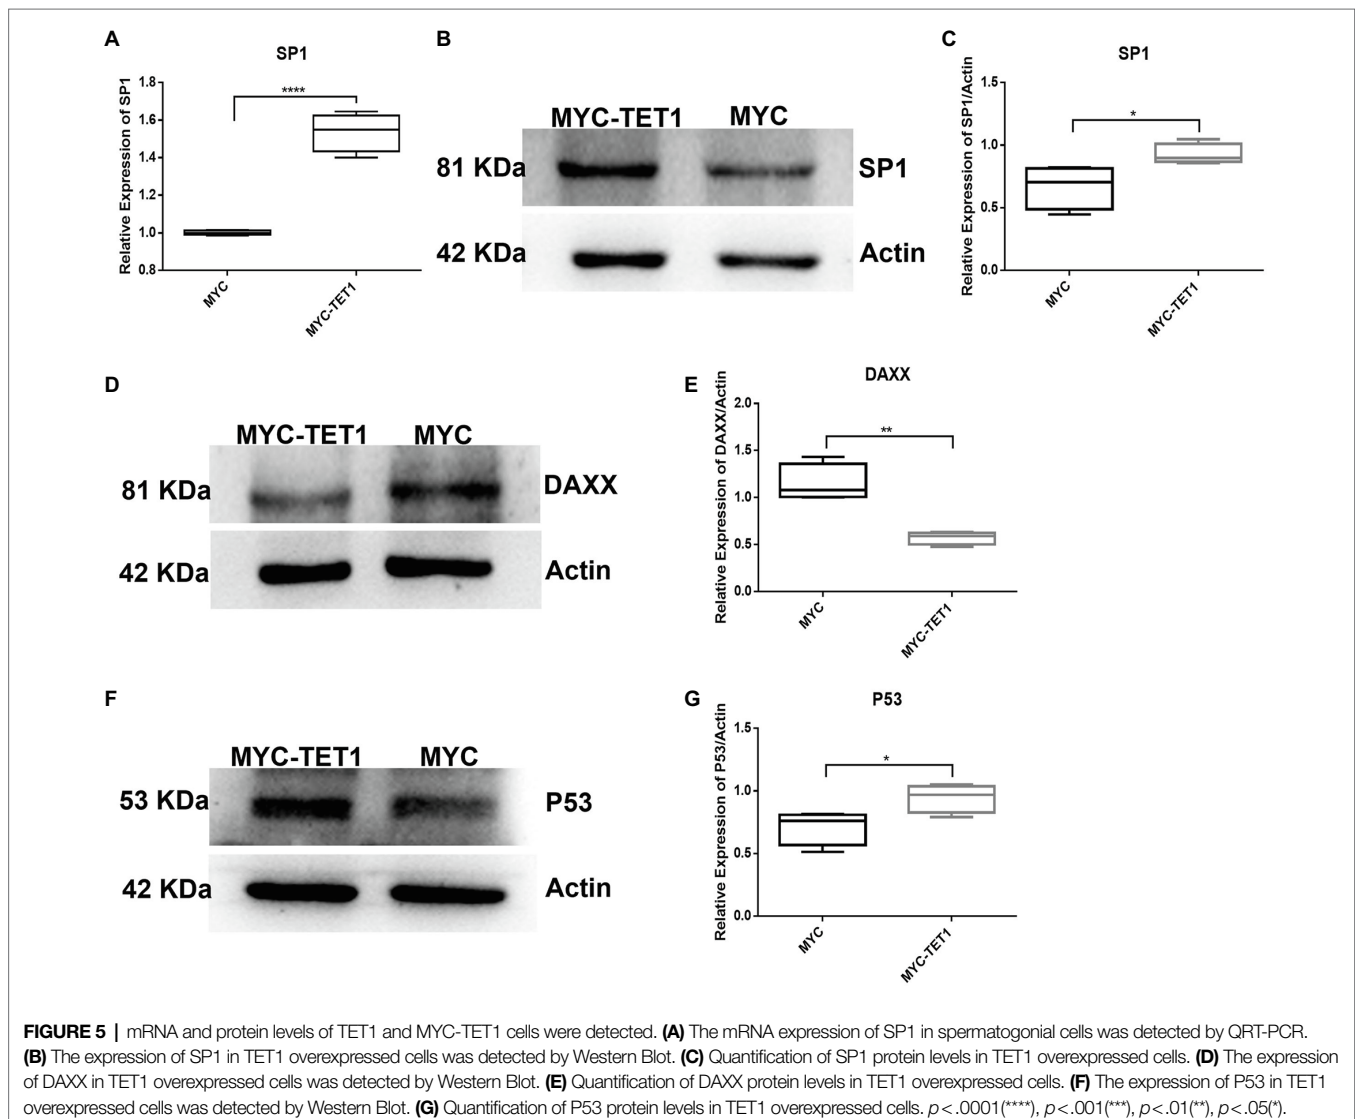 A
SP1
Relative Expression of SP1
1.8
1.6
1.4
1.2
1.0
0.8
****
MYC
MYC-TET1
B
MYC-TET1 MYC
81 KDa SP1
42 KDa Actin
C
SP1
Relative Expression of SP1/Actin
1.5
1.0
0.5
0.0
*
MYC
MYC-TET1
D
MYC-TET1 MYC
81 KDa DAXX
42 KDa Actin
E
DAXX
Relative Expression of DAXX/Actin
2.0
1.5
1.0
0.5
0.0
**
MYC
MYC-TET1
F
MYC-TET1 MYC
53 KDa P53
42 KDa Actin
G
P53
Relative Expression of P53/Actin
1.5
1.0
0.5
0.0
*
MYC
MYC-TET1
FIGURE 5 | mRNA and protein levels of TET1 and MYC-TET1 cells were detected. (A) The mRNA expression of SP1 in spermatogonial cells was detected by QRT-PCR.
(B) The expression of SP1 in TET1 overexpressed cells was detected by Western Blot. (C) Quantification of SP1 protein levels in TET1 overexpressed cells. (D) The expression
of DAXX in TET1 overexpressed cells was detected by Western Blot. (E) Quantification of DAXX protein levels in TET1 overexpressed cells. (F) The expression of P53 in TET1
overexpressed cells was detected by Western Blot. (G) Quantification of P53 protein levels in TET1 overexpressed cells. p<.0001(****), p<.001(***), p<.01(**), p<.05(*).